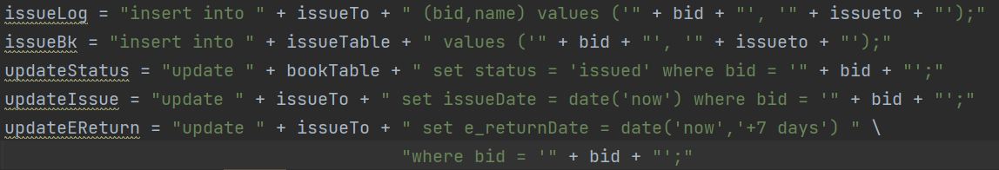 issueLog = "insert into " + issueTo + " (bid,name) values ('" + bid + "', '" + issueto + "');"
issueBk = "insert into " + issueTable + " values ('" + bid + "', '" + issueto + "');"
updateStatus = "update " + bookTable + " set status = 'issued' where bid = '" + bid + "';"
updateIssue = "update " + issueTo + " set issueDate = date('now') where bid = '" + bid + "';"
updateEReturn = "update " + issueTo + " set e_returnDate = date('now','+7 days') " \
"where bid = '" + bid + "';"